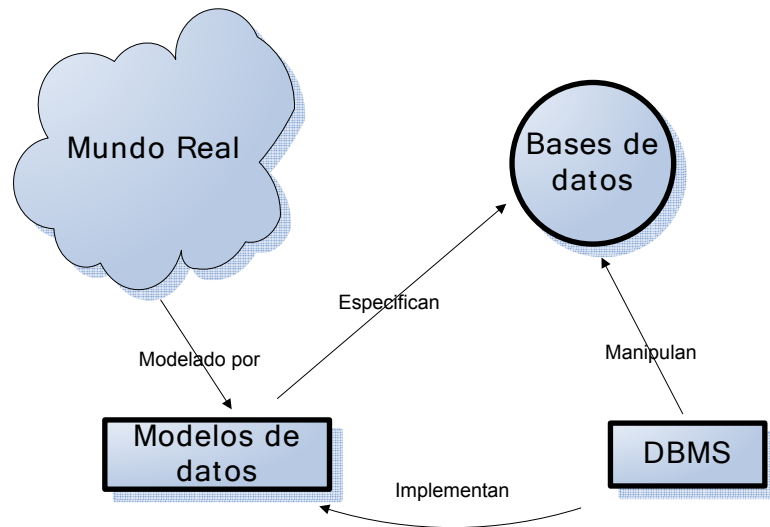 Mundo Real
Bases de
datos
Especifican
Modelado por
Manipulan
Modelos de
datos
DBMS
Implementan